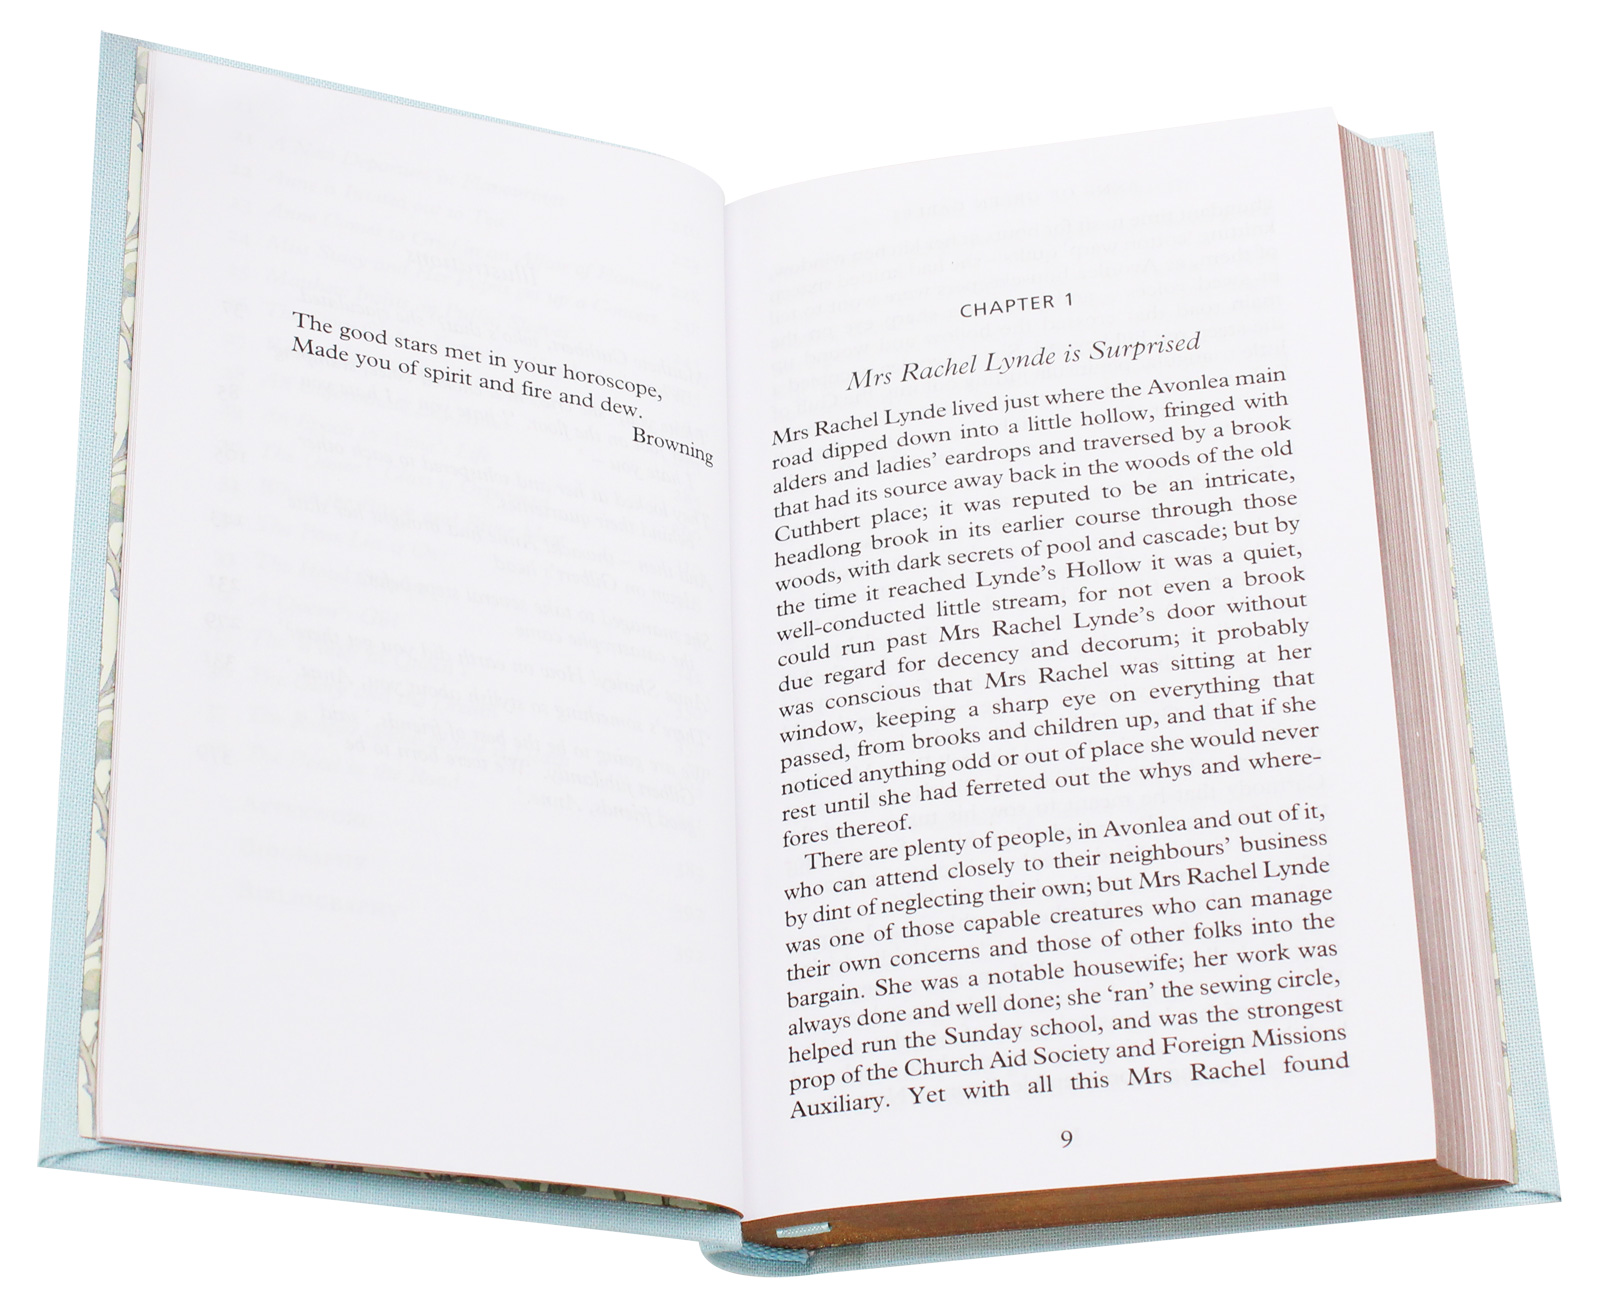 The good stars met in your horoscope,
Made you of spirit and fire and dew.
Browning
CHAPTER 1
Mrs Rachel Lynde is Surprised
Mrs Rachel Lynde lived just where the Avonlea main
road dipped down into a little hollow, fringed with
alders and ladies’ eardrops and traversed by a brook
that had its source away back in the woods of the old
Cuthbert place; it was reputed to be an intricate,
headlong brook in its earlier course through those
woods, with dark secrets of pool and cascade; but by
the time it reached Lynde’s Hollow it was a quiet,
well-conducted little stream, for not even a brook
could run past Mrs Rachel Lynde’s door without
due regard for decency and decorum; it probably
was conscious that Mrs Rachel was sitting at her
window, keeping a sharp eye on everything that
passed, from brooks and children up, and that if she
noticed anything odd or out of place she would never
rest until she had ferreted out the whys and where-
fores thereof.
There are plenty of people, in Avonlea and out of it,
who can attend closely to their neighbours’ business
by dint of neglecting their own; but Mrs Rachel Lynde
was one of those capable creatures who can manage
their own concerns and those of other folks into the
bargain. She was a notable housewife; her work was
always done and well done; she ‘ran’ the sewing circle,
helped run the Sunday school, and was the strongest
prop of the Church Aid Society and Foreign Missions
Auxiliary. Yet with all this Mrs Rachel found
9